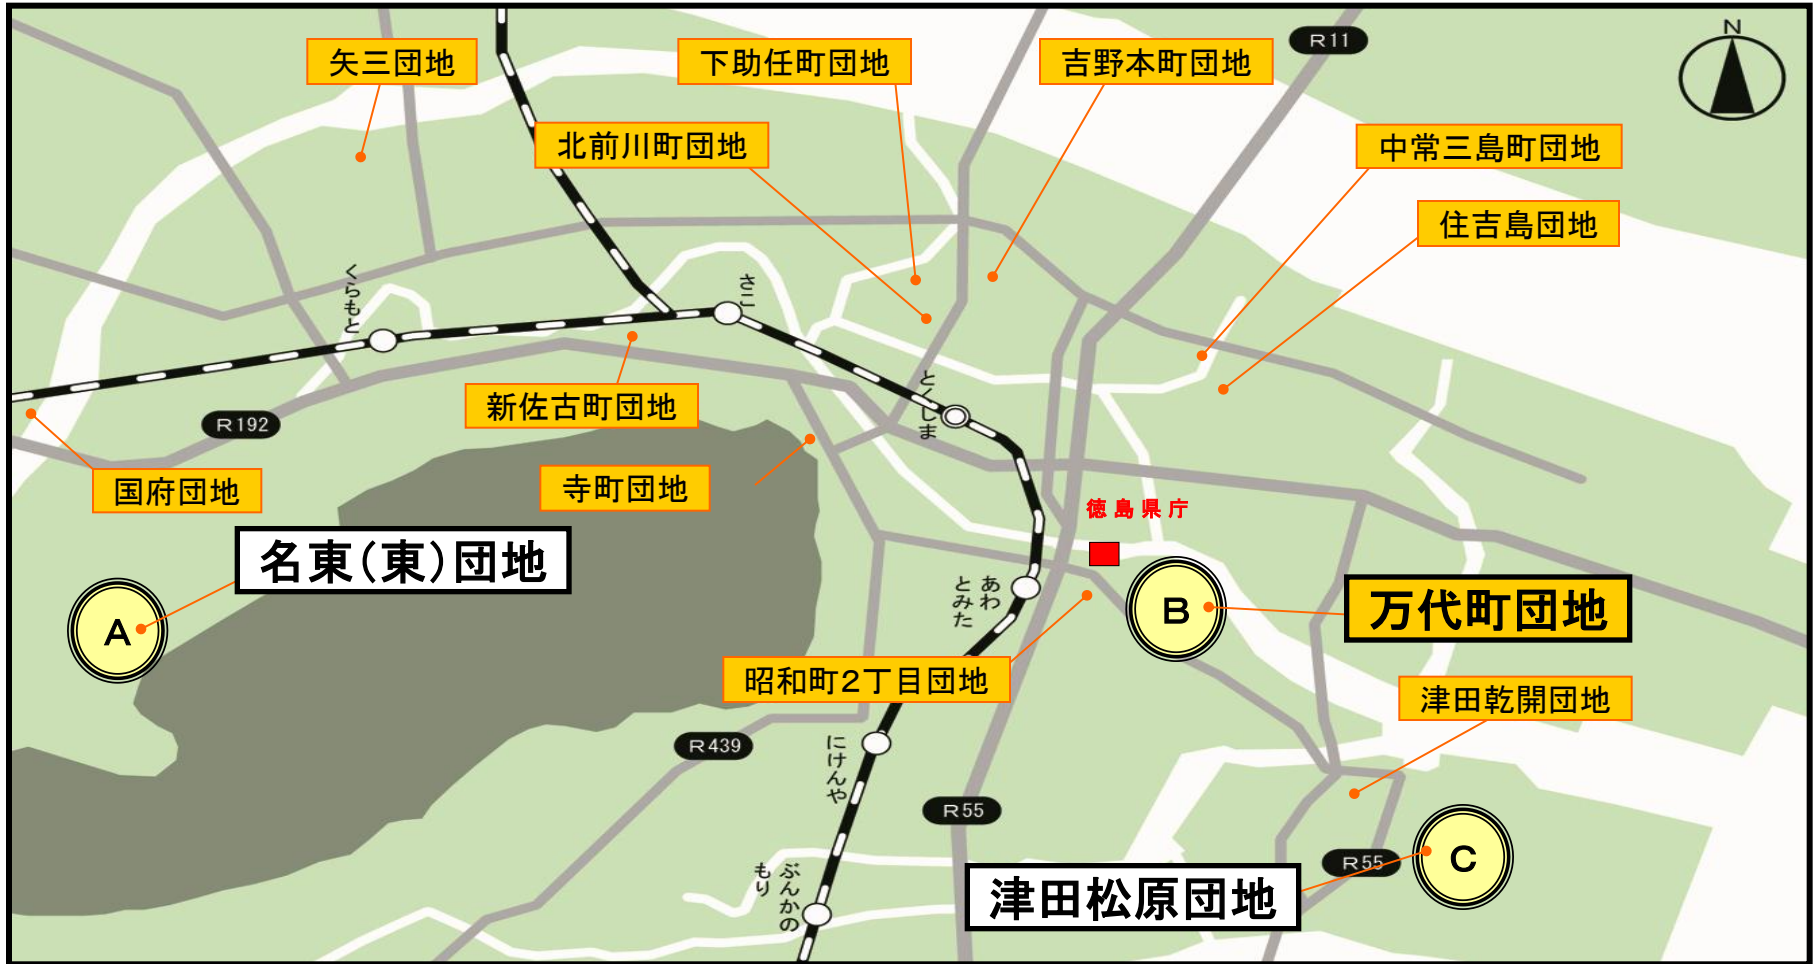 N
R11
矢三団地
下助任町団地
吉野本町団地
北前川町団地
中常三島町団地
住吉島団地
くらもと
さこ
とくしま
新佐古町団地
R192
国府団地
寺町団地
徳島県庁
名東(東)団地
A
あわ
とみた
B
万代町団地
昭和町2丁目団地
津田乾開団地
R439
にけんや
R55
R55
C
ぶんかの
もり
津田松原団地